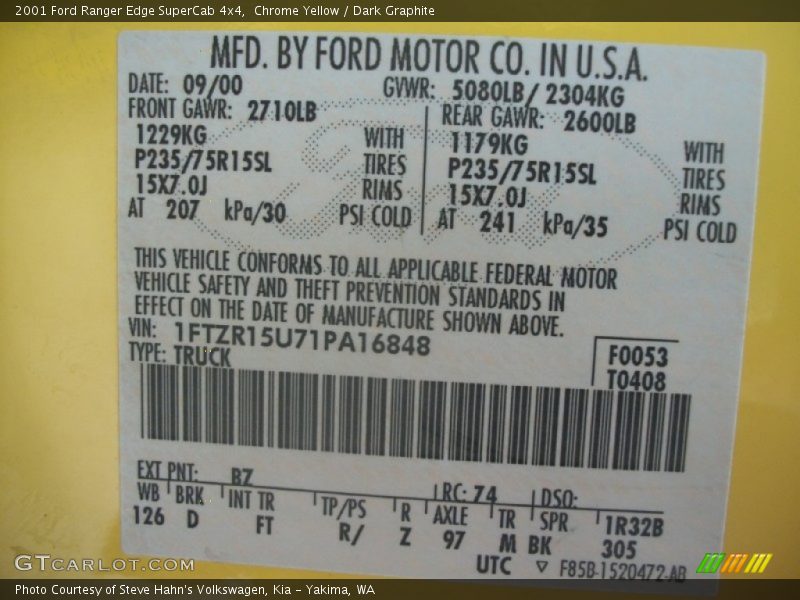 2001 Ford Ranger Edge SuperCab 4x4,  Chrome Yellow / Dark Graphite
MFD. BY FORD MOTOR CO. IN U.S.A.
DATE: 09/00 GVWR: 5080LB/ 2304KG
FRONT GAWR: 2710LB REAR GAWR: 2600LB
1229KG WITH 1179KG WITH
P235/75R15SL TIRES P235/75R15SL TIRES
15X7.0J RIMS 15X7.0J RIMS
AT 207 kPa/30 PSI COLD AT 241 kPa/35 PSI COLD
THIS VEHICLE CONFORMS TO ALL APPLICABLE FEDERAL MOTOR
VEHICLE SAFETY AND THEFT PREVENTION STANDARDS IN
EFFECT ON THE DATE OF MANUFACTURE SHOWN ABOVE.
VIN: 1FTZR15U71PA16848
TYPE: TRUCK
F0053
T0408
EXT PNT: BZ RC: 74 DSO:
WB BRK INT TR TP/PS R AXLE TR SPR 1R32B
126 D FT R/ Z 97 M BK 305
UTC ▽ F85B-1520472-AB
GTCARLOT.COM
Photo Courtesy of Steve Hahn's Volkswagen, Kia - Yakima, WA